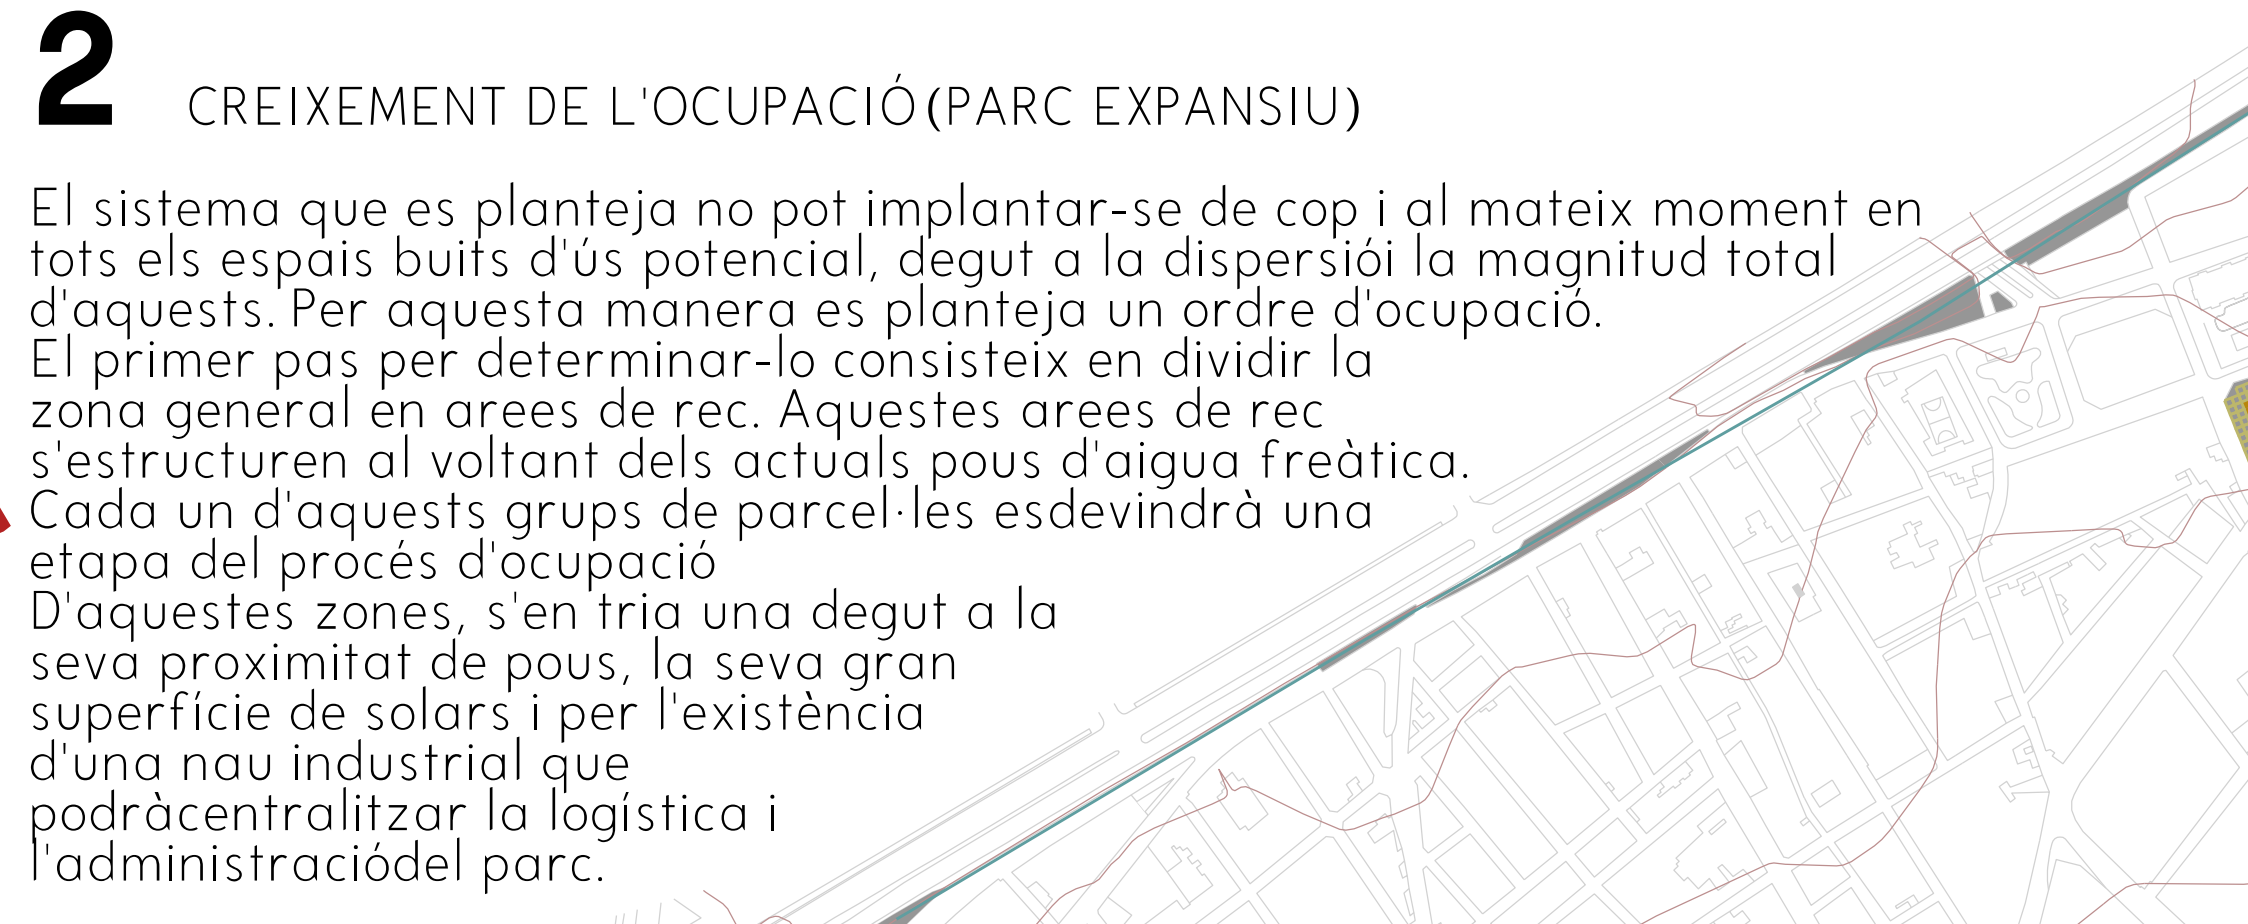 2
CREIXEMENT DE L'OCUPACIÓ(PARC EXPANSIU)
El sistema que es planteja no pot implantar-se de cop i al mateix moment en
tots els espais buits d'ús potencial, degut a la dispersiói la magnitud total
d'aquests. Per aquesta manera es planteja un ordre d'ocupació.
El primer pas per determinar-lo consisteix en dividir la
zona general en arees de rec. Aquestes arees de rec
s'estructuren al voltant dels actuals pous d'aigua freàtica.
Cada un d'aquests grups de parcel·les esdevindrà una
etapa del procés d'ocupació
D'aquestes zones, s'en tria una degut a la
seva proximitat de pous, la seva gran
superfície de solars i per l'existència
d'una nau industrial que
podràcentralitzar la logística i
l'administraciódel parc.